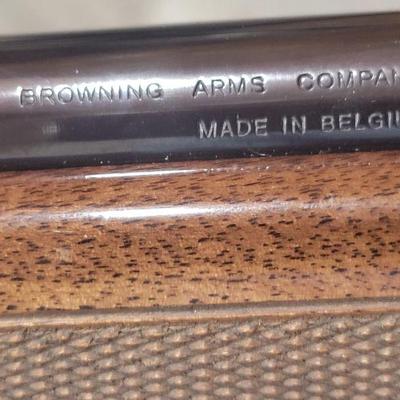 BROWNING ARMS COMPAN
MADE IN BELGIU